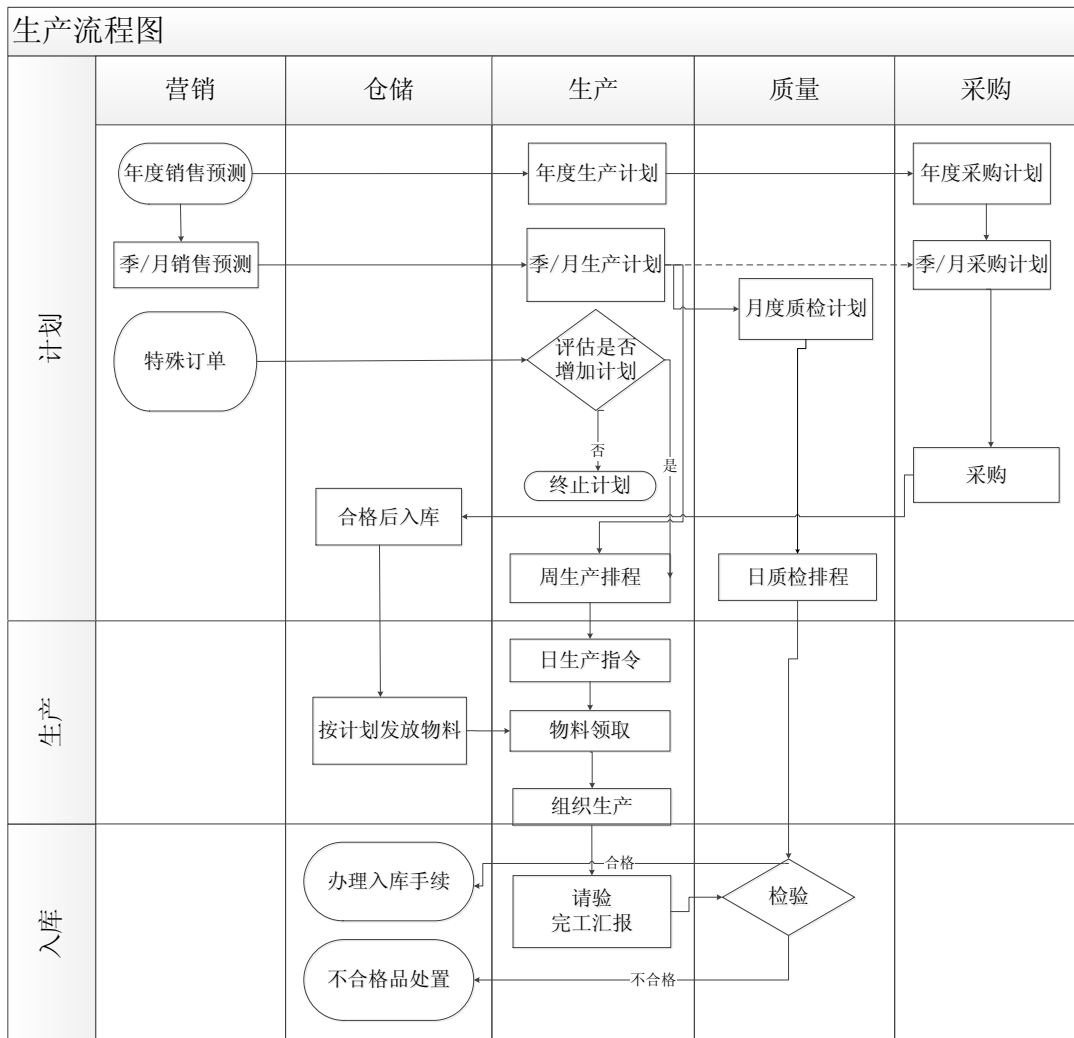 生产流程图
营销
仓储
生产
质量
采购
计划
年度销售预测
年度生产计划
年度采购计划
季/月销售预测
季/月生产计划
季/月采购计划
月度质检计划
特殊订单
评估是否
增加计划
否
是
终止计划
采购
合格后入库
周生产排程
日质检排程
生产
日生产指令
按计划发放物料
物料领取
组织生产
入库
合格
办理入库手续
请验
完工汇报
检验
不合格品处置
不合格